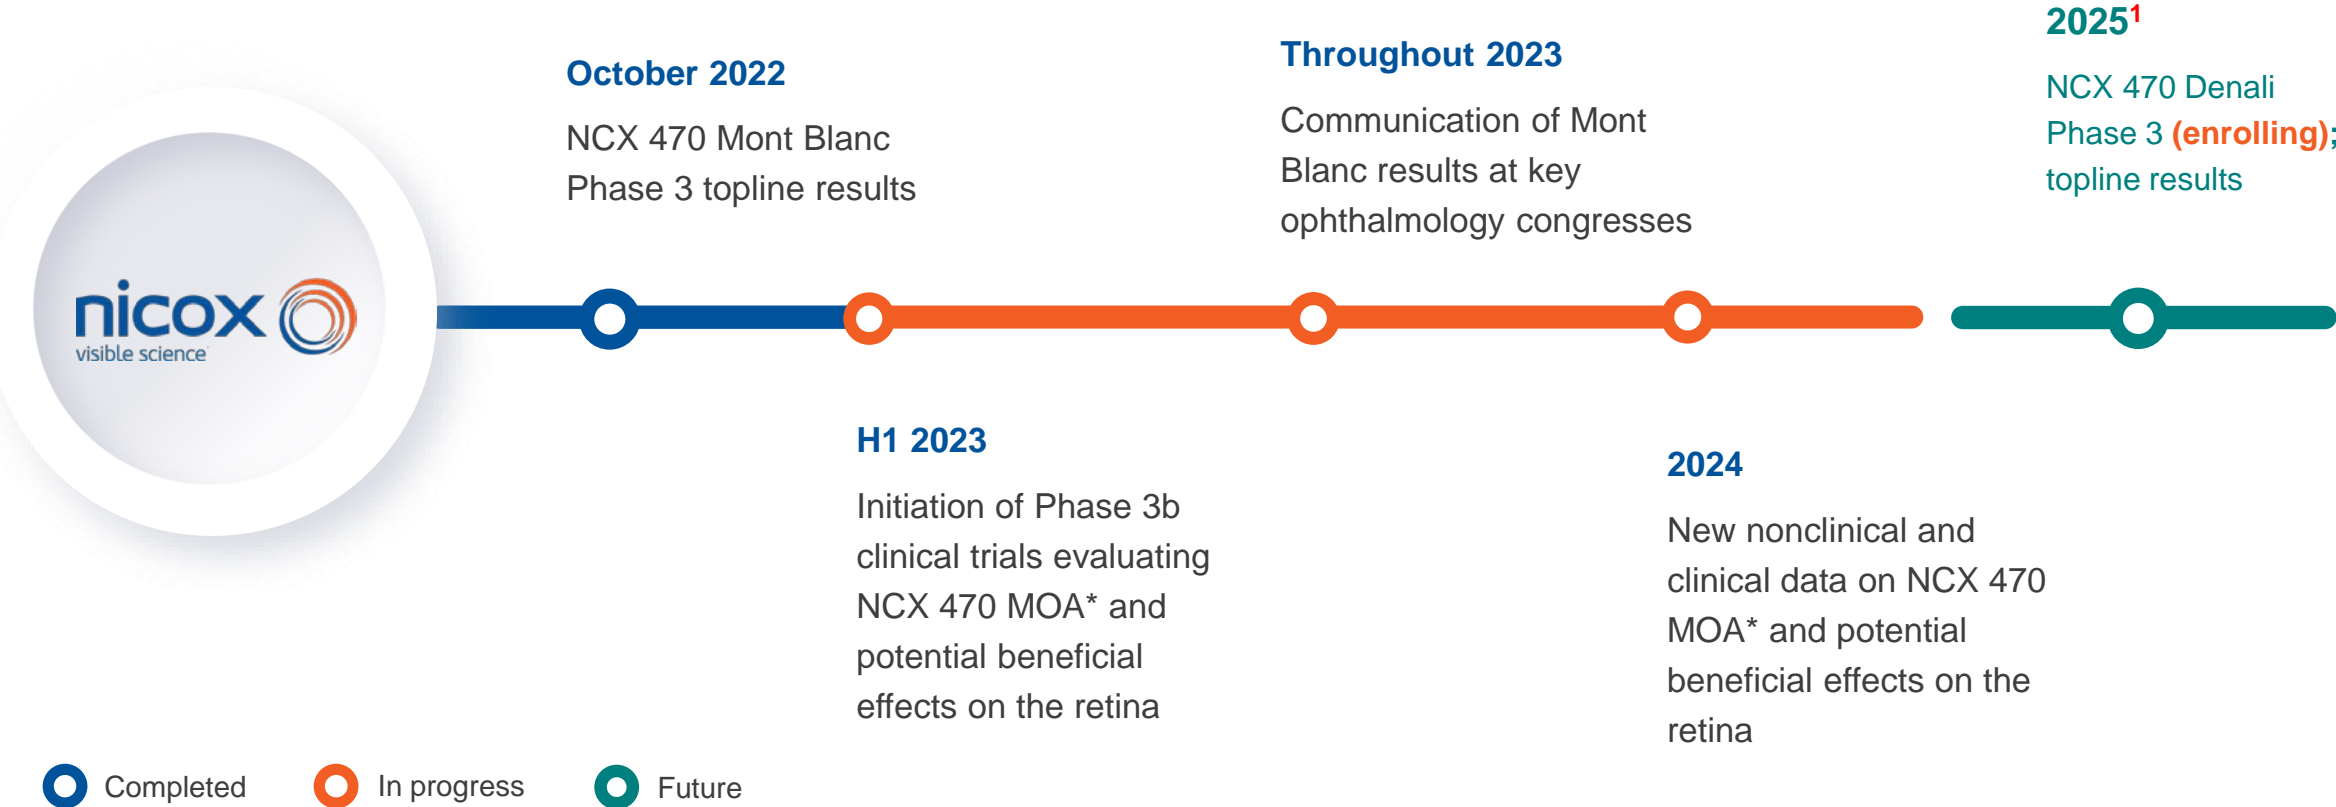 nicox
visible science
October 2022
NCX 470 Mont Blanc
Phase 3 topline results
H1 2023
Initiation of Phase 3b
clinical trials evaluating
NCX 470 MOA* and
potential beneficial
effects on the retina
Throughout 2023
Communication of Mont
Blanc results at key
ophthalmology congresses
2024
New nonclinical and
clinical data on NCX 470
MOA* and potential
beneficial effects on the
retina
2025¹
NCX 470 Denali
Phase 3 (enrolling);
topline results
Completed
In progress
Future